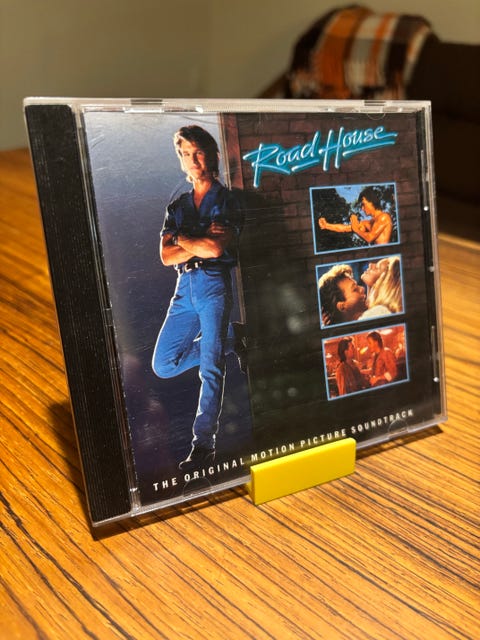 Road House
THE ORIGINAL MOTION PICTURE SOUNDTRACK